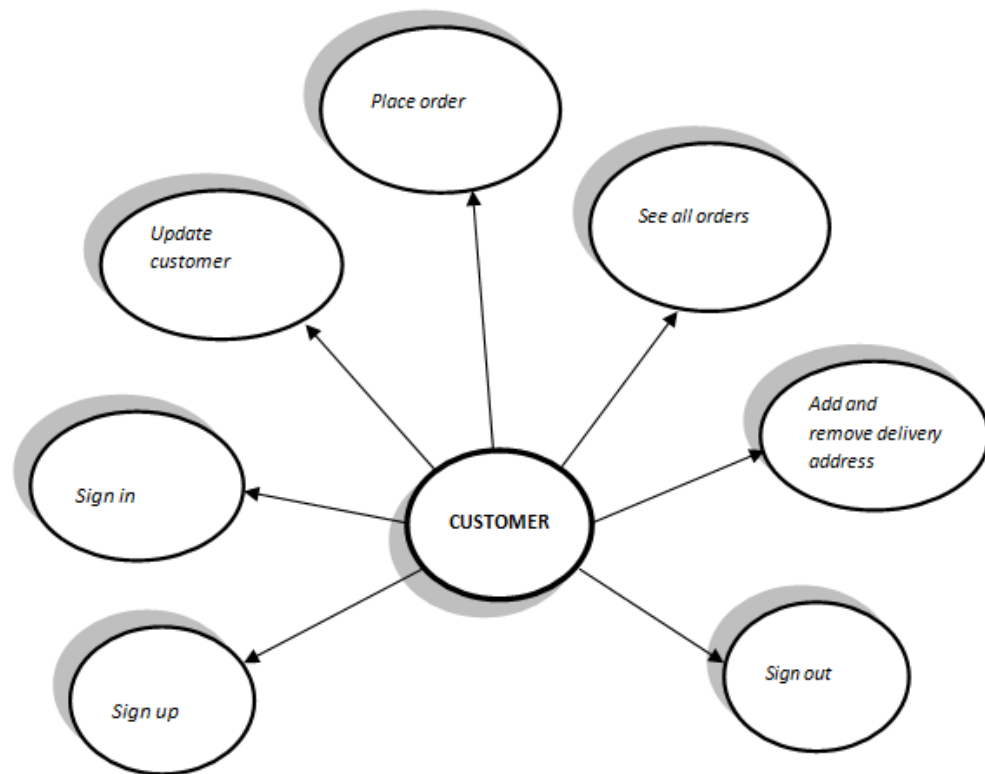 Place order
See all orders
Update
customer
Add and
remove delivery
address
Sign in
CUSTOMER
Sign out
Sign up